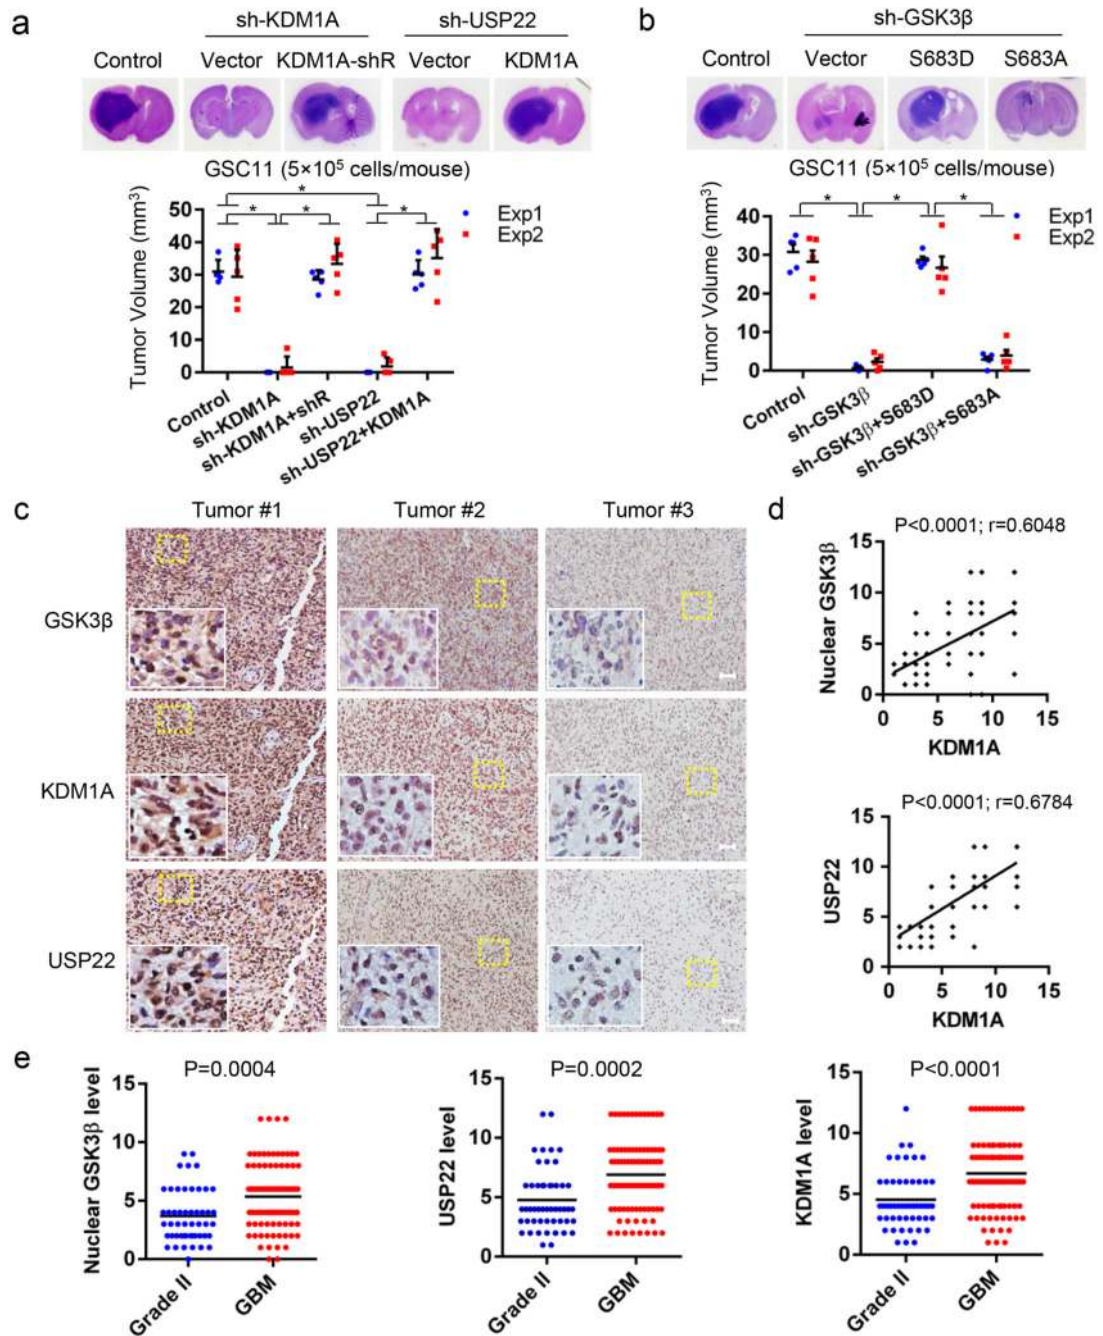 a
sh-KDM1A
sh-USP22
Control
Vector
KDM1A-shR
Vector
KDM1A
GSC11 (5×10⁵ cells/mouse)
Tumor Volume (mm³)
50
40
30
20
10
0
*
*
*
*
Exp1
Exp2
Control
sh-KDM1A
sh-KDM1A+shR
sh-USP22
sh-USP22+KDM1A
b
sh-GSK3β
Control
Vector
S683D
S683A
GSC11 (5×10⁵ cells/mouse)
Tumor Volume (mm³)
40
30
20
10
0
*
*
*
Exp1
Exp2
Control
sh-GSK3β
sh-GSK3β+S683D
sh-GSK3β+S683A
c
Tumor #1
Tumor #2
Tumor #3
GSK3β
KDM1A
USP22
d
P<0.0001; r=0.6048
Nuclear GSK3β
15
10
5
0
0
5
10
15
KDM1A
P<0.0001; r=0.6784
USP22
15
10
5
0
0
5
10
15
KDM1A
e
P=0.0004
Nuclear GSK3β level
15
10
5
0
Grade II
GBM
P=0.0002
USP22 level
15
10
5
0
Grade II
GBM
P<0.0001
KDM1A level
15
10
5
0
Grade II
GBM